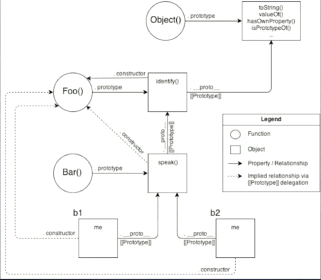 Object()
prototype
toString()
valueOf()
hasOwnProperty()
isPrototypeOf()
...
constructor
Foo()
prototype
identify()
__proto__
[[Prototype]]
constructor
__proto__
[[Prototype]]
Bar()
prototype
speak()
Legend
Function
Object
Property / Relationship
Implied relationship via
[[Prototype]] delegation
b1
b2
me
me
constructor
__proto__
[[Prototype]]
__proto__
[[Prototype]]
constructor